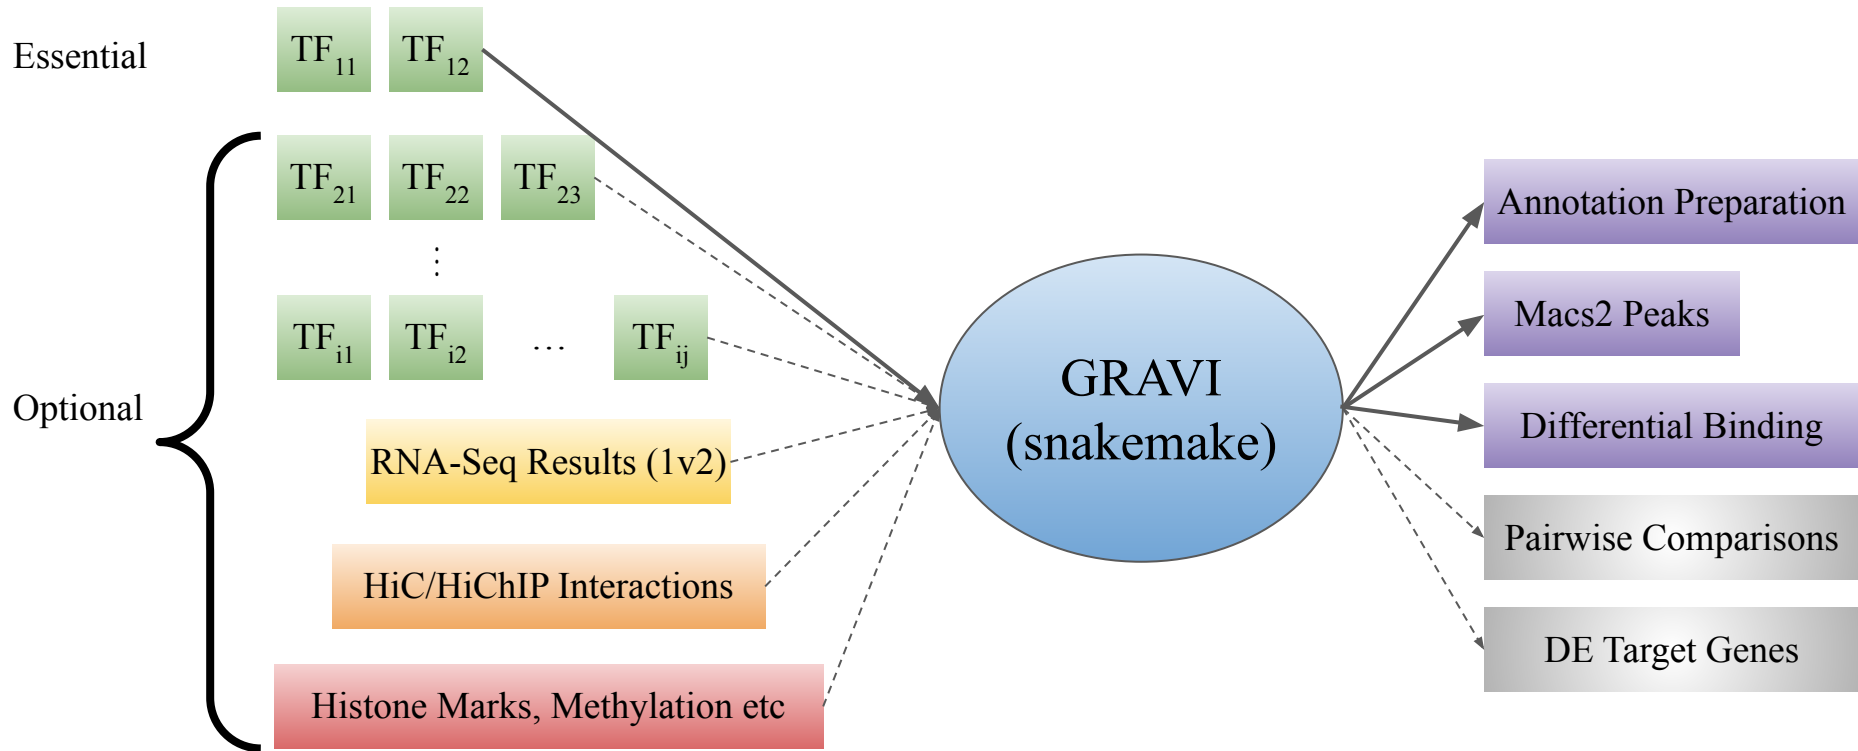 Essential
TF₁₁ TF₁₂
TF₂₁ TF₂₂ TF₂₃
⋮
TFᵢ₁ TFᵢ₂ … TFᵢⱼ
Optional
RNA-Seq Results (1v2)
HiC/HiChIP Interactions
Histone Marks, Methylation etc
GRAVI
(snakemake)
Annotation Preparation
Macs2 Peaks
Differential Binding
Pairwise Comparisons
DE Target Genes